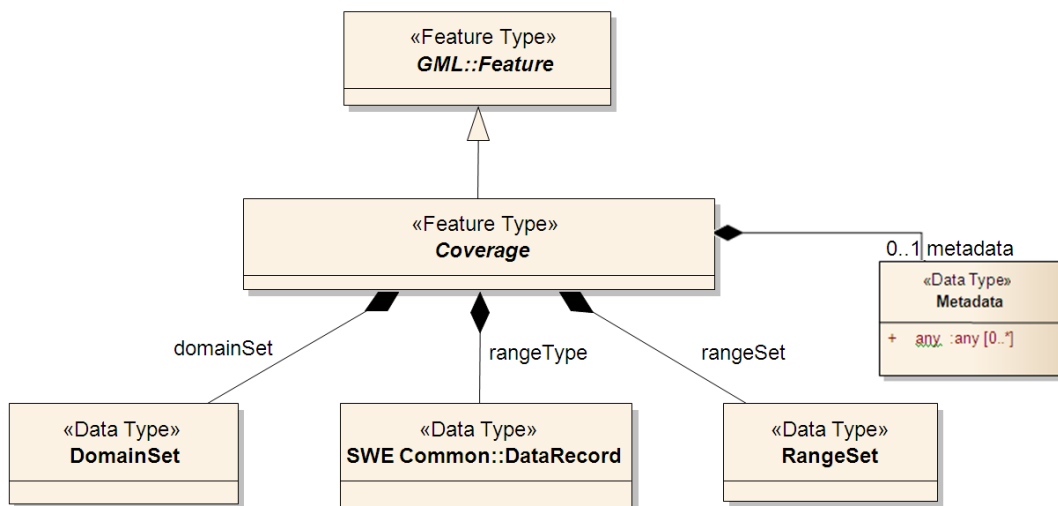 «Feature Type»
GML::Feature
«Feature Type»
Coverage
0..1 metadata
«Data Type»
Metadata
+ any :any [0..*]
domainSet
rangeType
rangeSet
«Data Type»
DomainSet
«Data Type»
SWE Common::DataRecord
«Data Type»
RangeSet